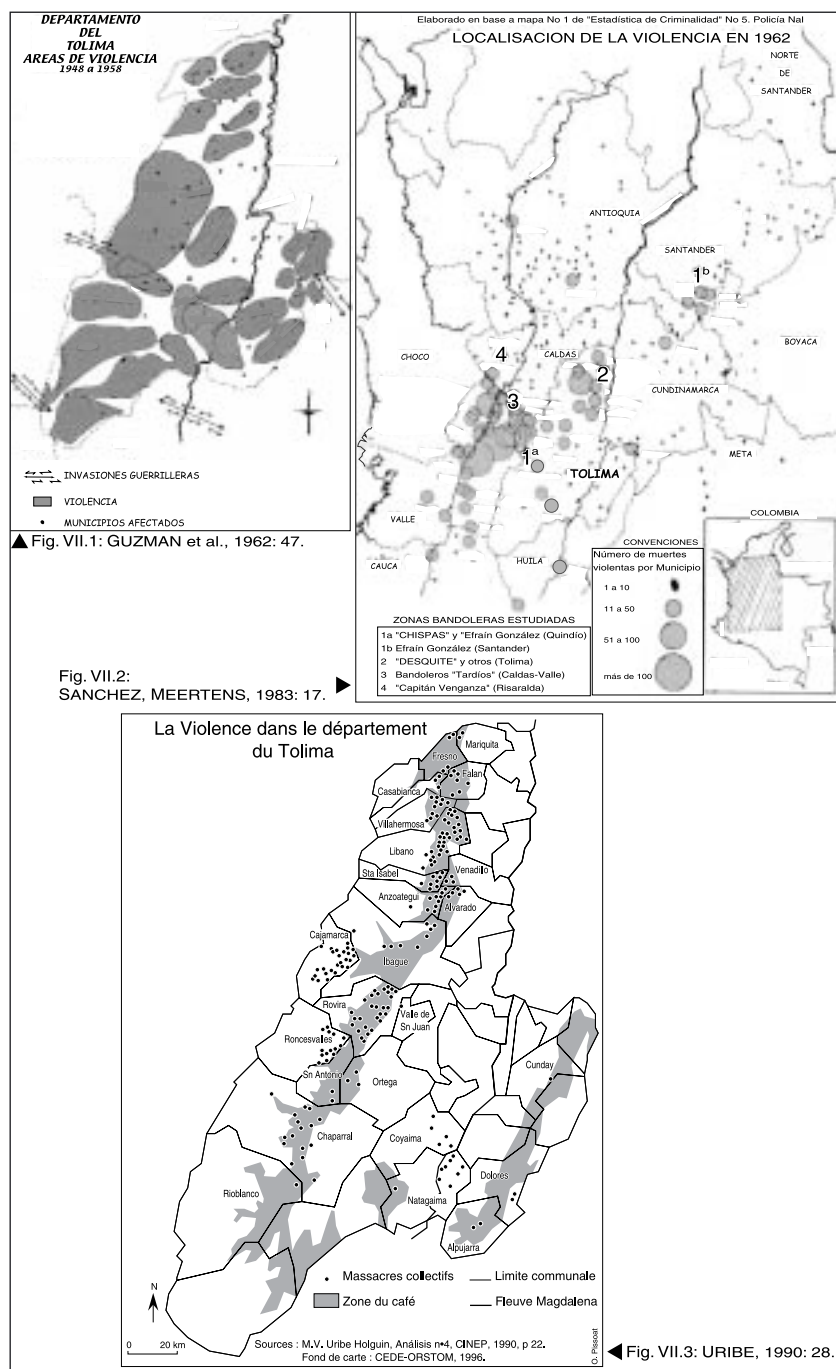 DEPARTAMENTO
DEL
TOLIMA
AREAS DE VIOLENCIA
1948 a 1958
INVASIONES GUERRILLERAS
VIOLENCIA
MUNICIPIOS AFECTADOS
▲ Fig. VII.1: GUZMAN et al., 1962: 47.
Elaborado en base a mapa No 1 de "Estadística de Criminalidad" No 5. Policía Nal
LOCALISACION DE LA VIOLENCIA EN 1962
NORTE
DE
SANTANDER
ANTIOQUIA
SANTANDER
1b
BOYACA
CHOCO
4
CALDAS
2
CUNDINAMARCA
3
1a
TOLIMA
META
VALLE
CAUCA
HUILA
COLOMBIA
CONVENCIONES
Número de muertes
violentas por Municipio
1 a 10
11 a 50
51 a 100
más de 100
ZONAS BANDOLERAS ESTUDIADAS
1a "CHISPAS" y "Efraín González (Quindío)
1b Efraín González (Santander)
2 "DESQUITE" y otros (Tolima)
3 Bandoleros "Tardíos" (Caldas-Valle)
4 "Capitán Venganza" (Risaralda)
Fig. VII.2:
SANCHEZ, MEERTENS, 1983: 17.
La Violence dans le département
du Tolima
Mariquita
Fresno
Falan
Casabianca
Villahermosa
Libano
Sta Isabel
Venadillo
Anzoategui
Alvarado
Cajamarca
Ibague
Rovira
Valle de
Sn Juan
Roncesvalles
Sn Antonio
Ortega
Cunday
Chaparral
Coyaima
Dolores
Rioblanco
Natagaima
Alpujarra
Massacres collectifs
Limite communale
Zone du café
Fleuve Magdalena
N
0 20 km
Sources : M.V. Uribe Holguin, Análisis n°4, CINEP, 1990, p 22.
Fond de carte : CEDE-ORSTOM, 1996.
O. Pissoat
◀ Fig. VII.3: URIBE, 1990: 28